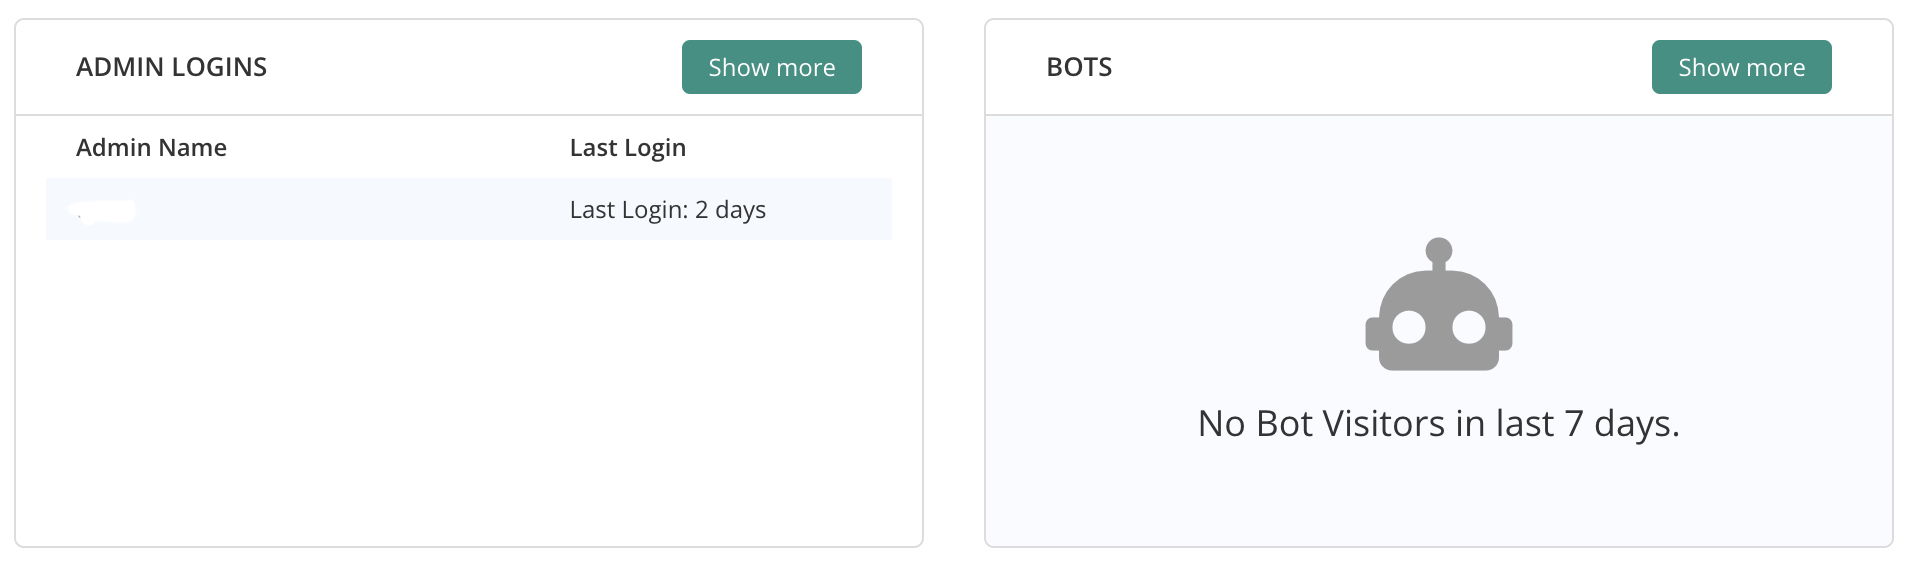 ADMIN LOGINS
Show more
Admin Name
Last Login
Last Login: 2 days
BOTS
Show more
No Bot Visitors in last 7 days.